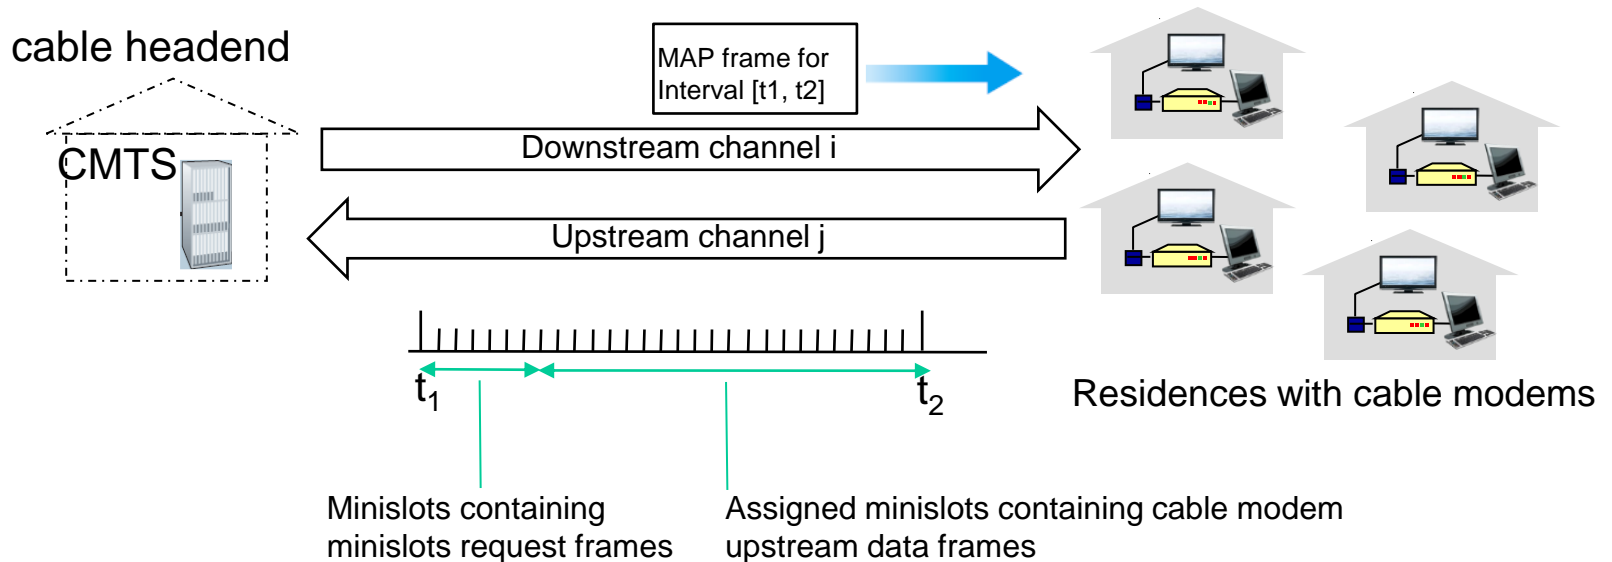 cable headend
MAP frame for
Interval [t1, t2]
CMTS
Downstream channel i
Upstream channel j
t1
t2
Residences with cable modems
Minislots containing
minislots request frames
Assigned minislots containing cable modem
upstream data frames